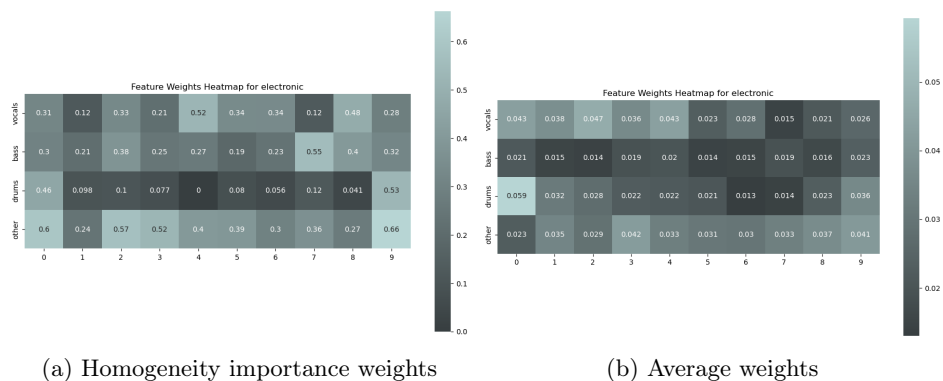 Feature Weights Heatmap for electronic
vocals 0.31 0.12 0.33 0.21 0.52 0.34 0.34 0.12 0.48 0.28
bass 0.3 0.21 0.38 0.25 0.27 0.19 0.23 0.55 0.4 0.32
drums 0.46 0.098 0.1 0.077 0 0.08 0.056 0.12 0.041 0.53
other 0.6 0.24 0.57 0.52 0.4 0.39 0.3 0.36 0.27 0.66
0 1 2 3 4 5 6 7 8 9
0.6
0.5
0.4
0.3
0.2
0.1
0.0
(a) Homogeneity importance weights
Feature Weights Heatmap for electronic
vocals 0.043 0.038 0.047 0.036 0.043 0.023 0.028 0.015 0.021 0.026
bass 0.021 0.015 0.014 0.019 0.02 0.014 0.015 0.019 0.016 0.023
drums 0.059 0.032 0.028 0.022 0.022 0.021 0.013 0.014 0.023 0.036
other 0.023 0.035 0.029 0.042 0.033 0.031 0.03 0.033 0.037 0.041
0 1 2 3 4 5 6 7 8 9
0.05
0.04
0.03
0.02
(b) Average weights